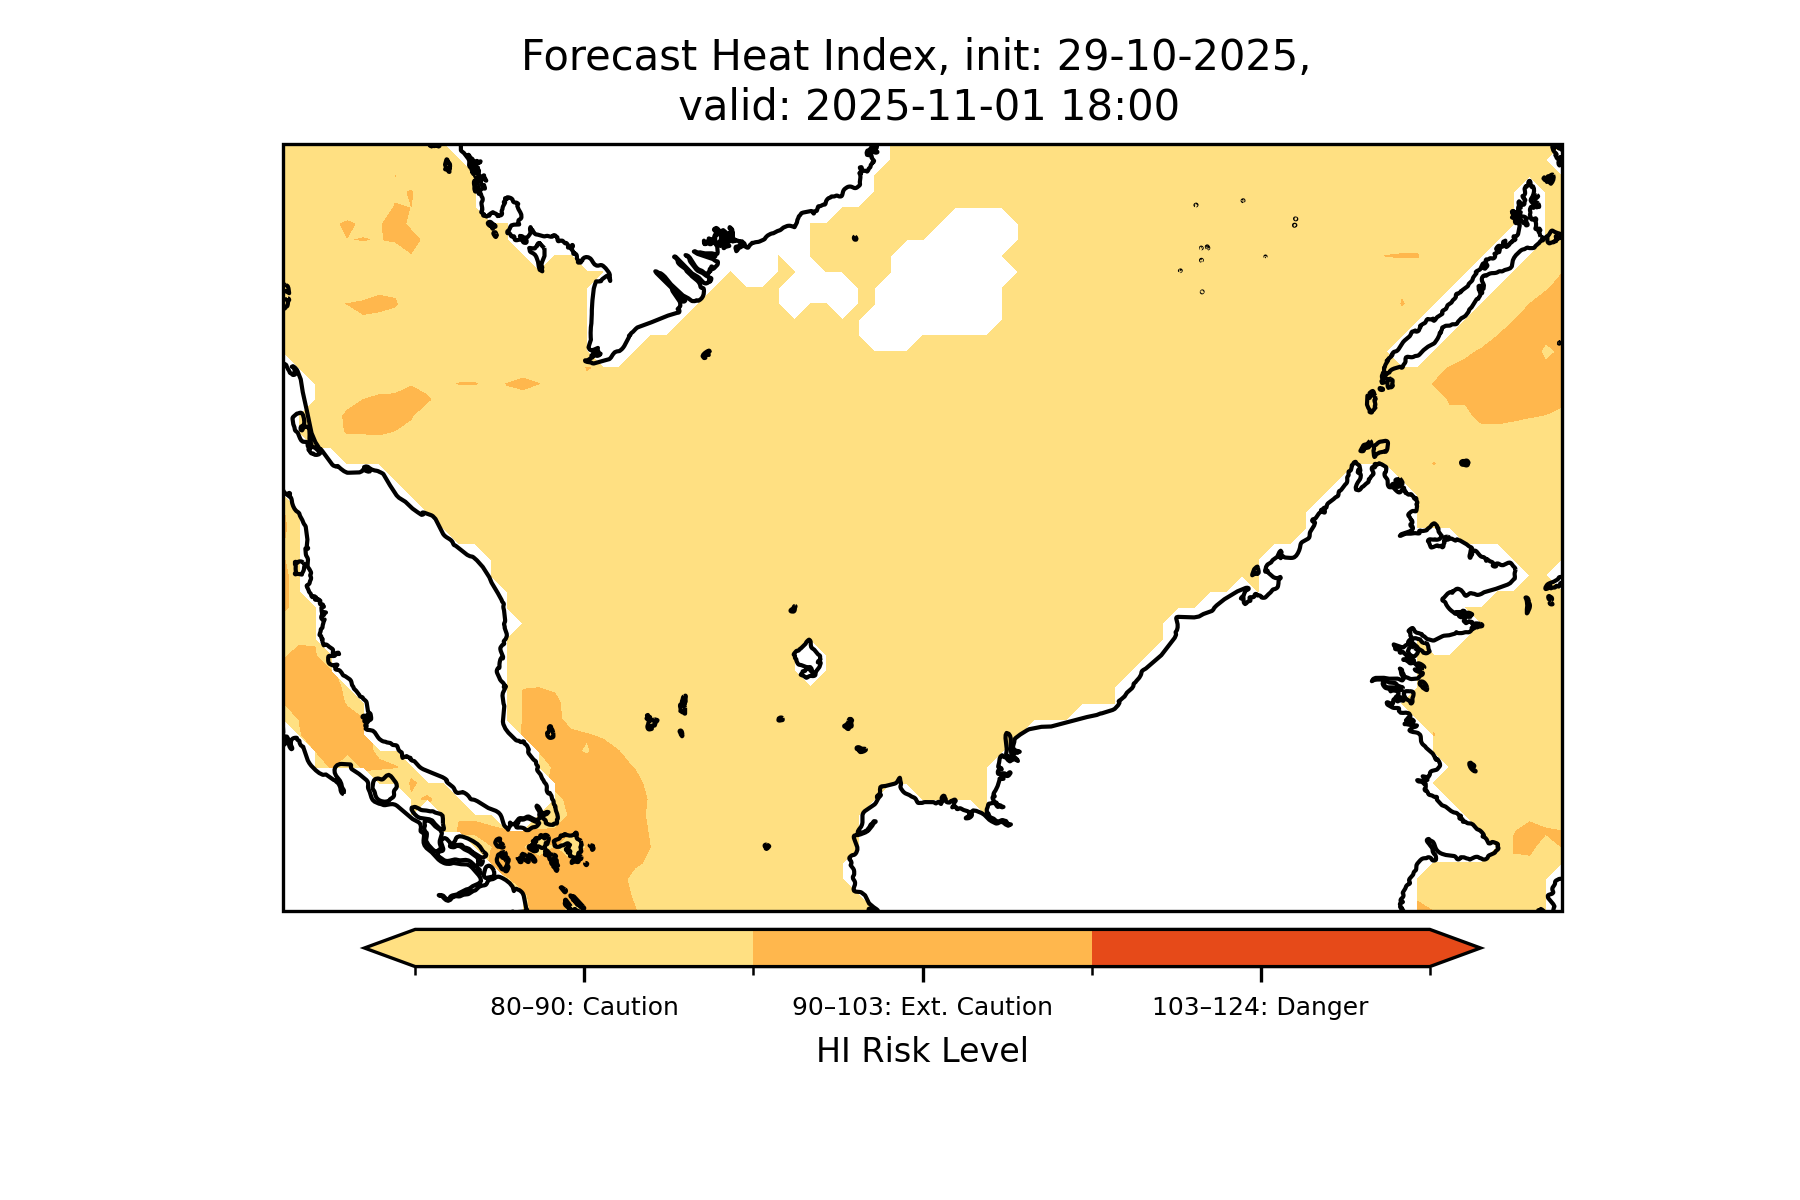 Forecast Heat Index, init: 29-10-2025,
valid: 2025-11-01 18:00
80–90: Caution
90–103: Ext. Caution
103–124: Danger
HI Risk Level